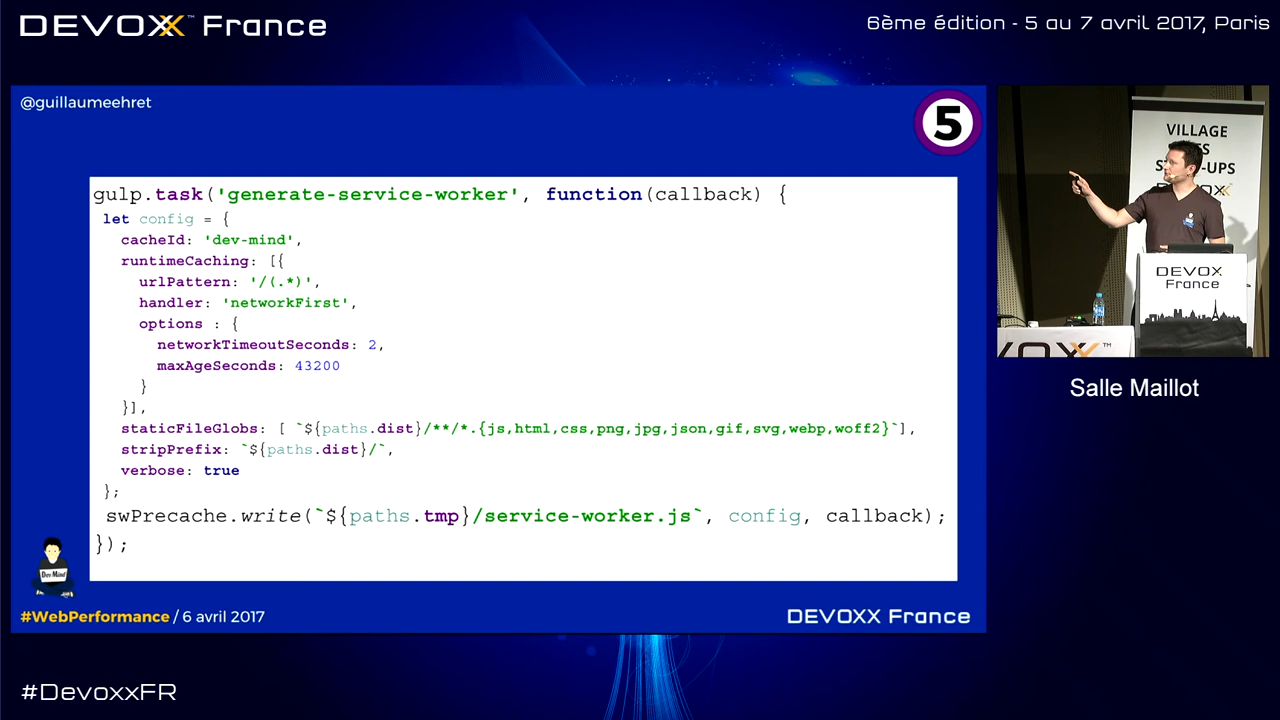 DEVOXX™ France
6ème édition - 5 au 7 avril 2017, Paris
@guillaumeehret
5
gulp.task('generate-service-worker', function(callback) {
let config = {
cacheId: 'dev-mind',
runtimeCaching: [{
urlPattern: '/(.*)',
handler: 'networkFirst',
options : {
networkTimeoutSeconds: 2,
maxAgeSeconds: 43200
}
}],
staticFileGlobs: [ `${paths.dist}/**/*.{js,html,css,png,jpg,json,gif,svg,webp,woff2}`],
stripPrefix: `${paths.dist}/`,
verbose: true
};
swPrecache.write(`${paths.tmp}/service-worker.js`, config, callback);
});
Dev Mind
#WebPerformance / 6 avril 2017
DEVOXX France
VILLAGE
DEVOX
France
Salle Maillot
#DevoxxFR